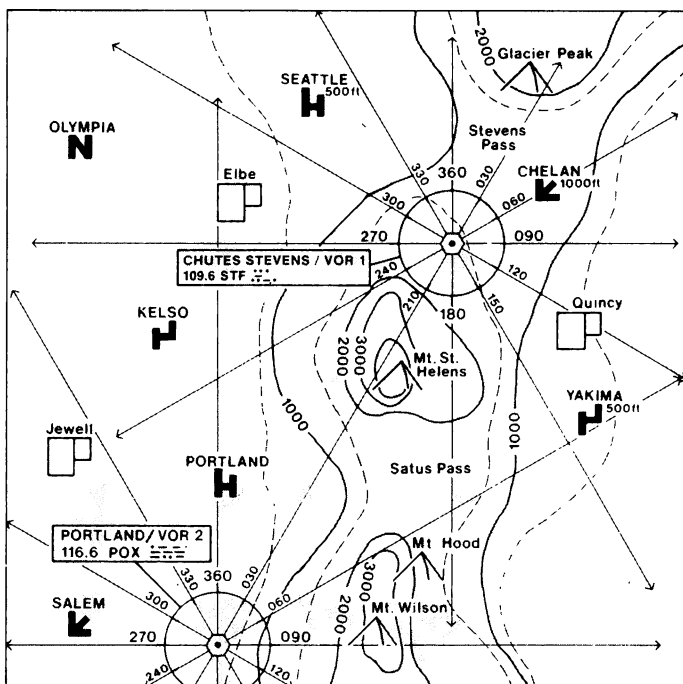 2000
Glacier Peak
SEATTLE
500ft
OLYMPIA
Stevens
Pass
Elbe
CHELAN
1000ft
330
360
030
300
060
270
090
CHUTES STEVENS / VOR 1
109.6 STF
240
120
210
180
150
KELSO
Quincy
3000
2000
Mt. St.
Helens
YAKIMA
500ft
1000
1000
Jewell
PORTLAND
Satus Pass
PORTLAND/ VOR 2
116.6 POX
Mt Hood
330
360
030
3000
2000
SALEM
300
060
Mt. Wilson
270
090
240
120